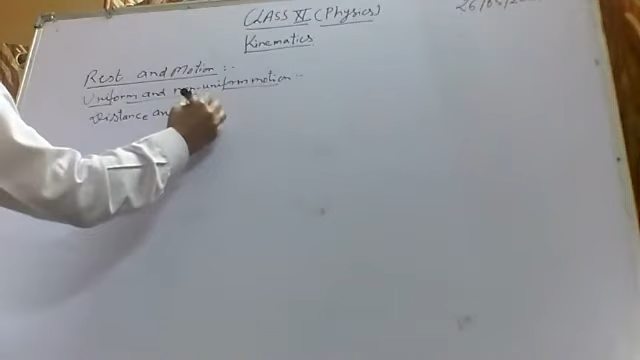 CLASS XI (Physics)
Kinematics
Rest and Motion :-
Uniform and non-uniform motion :-
Distance an